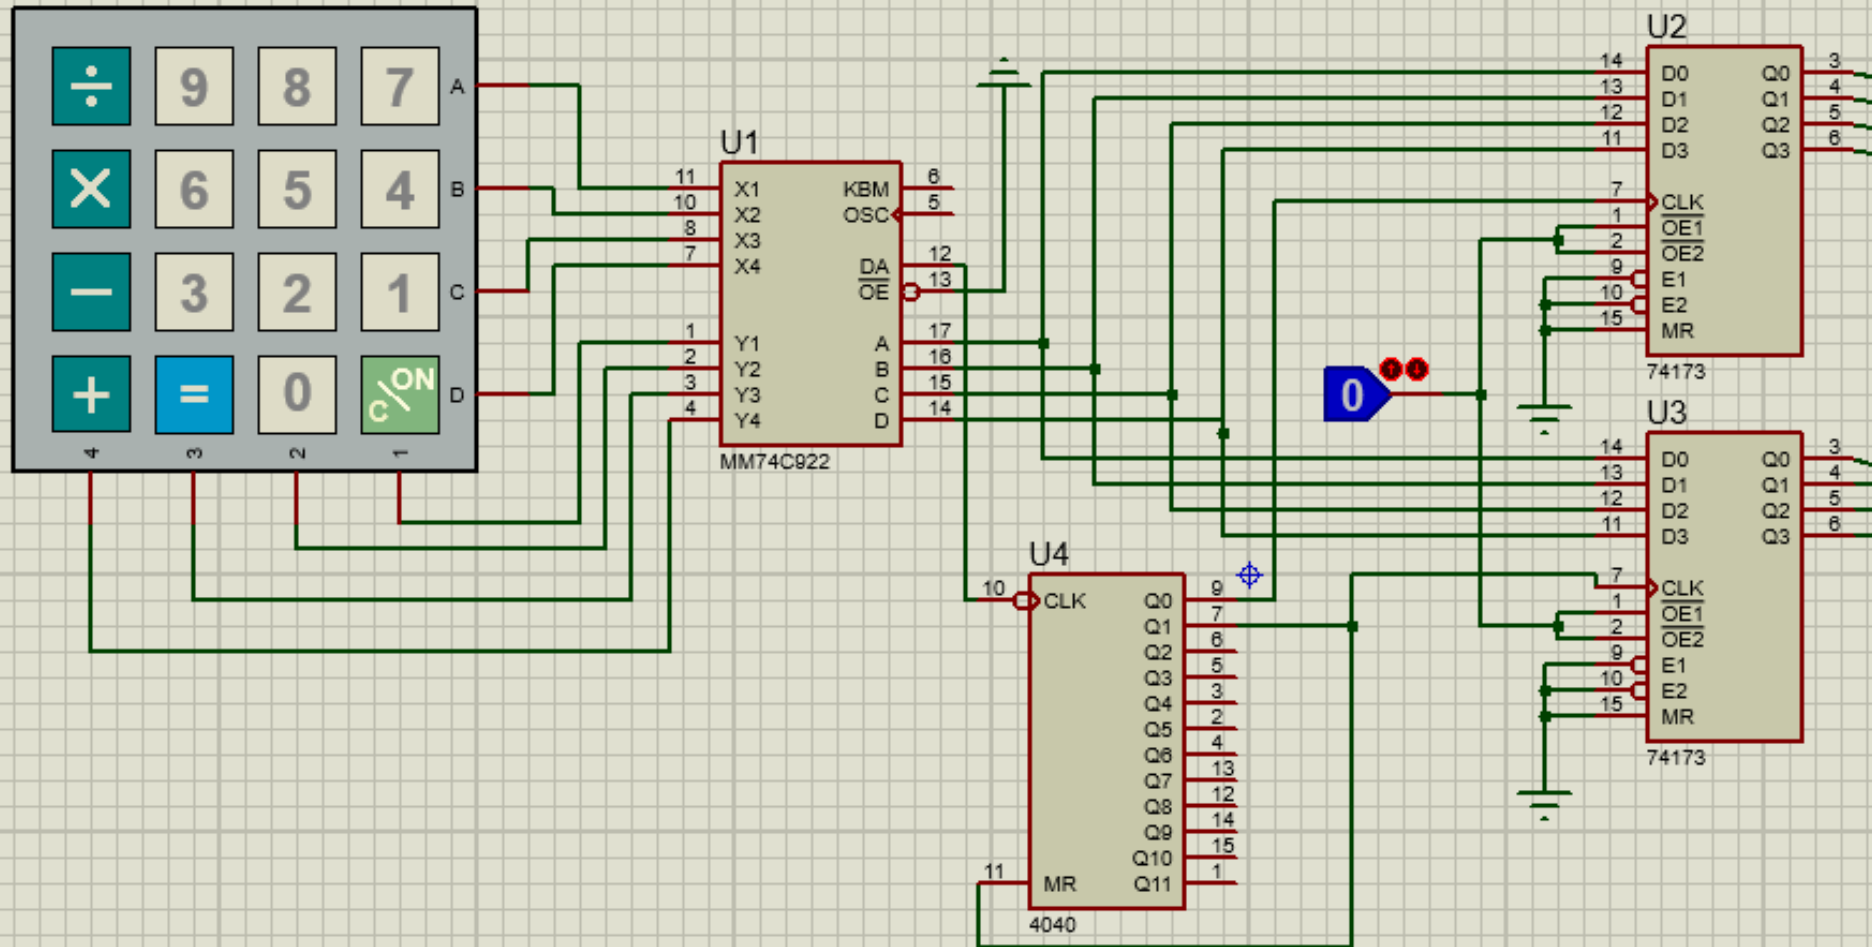 ÷ 9 8 7 A
× 6 5 4 B
− 3 2 1 C
+ = 0 ON/C D
4 3 2 1
U1
11 X1 KBM 6
10 X2 OSC 5
8 X3
7 X4 DA 12
OE 13
1 Y1 A 17
2 Y2 B 16
3 Y3 C 15
4 Y4 D 14
MM74C922
0
U2
14 D0 Q0 3
13 D1 Q1 4
12 D2 Q2 5
11 D3 Q3 6
7 CLK
1 OE1
2 OE2
9 E1
10 E2
15 MR
74173
U3
14 D0 Q0 3
13 D1 Q1 4
12 D2 Q2 5
11 D3 Q3 6
7 CLK
1 OE1
2 OE2
9 E1
10 E2
15 MR
74173
U4
10 CLK Q0 9
Q1 7
Q2 6
Q3 5
Q4 3
Q5 2
Q6 4
Q7 13
Q8 12
Q9 14
Q10 15
11 MR Q11 1
4040